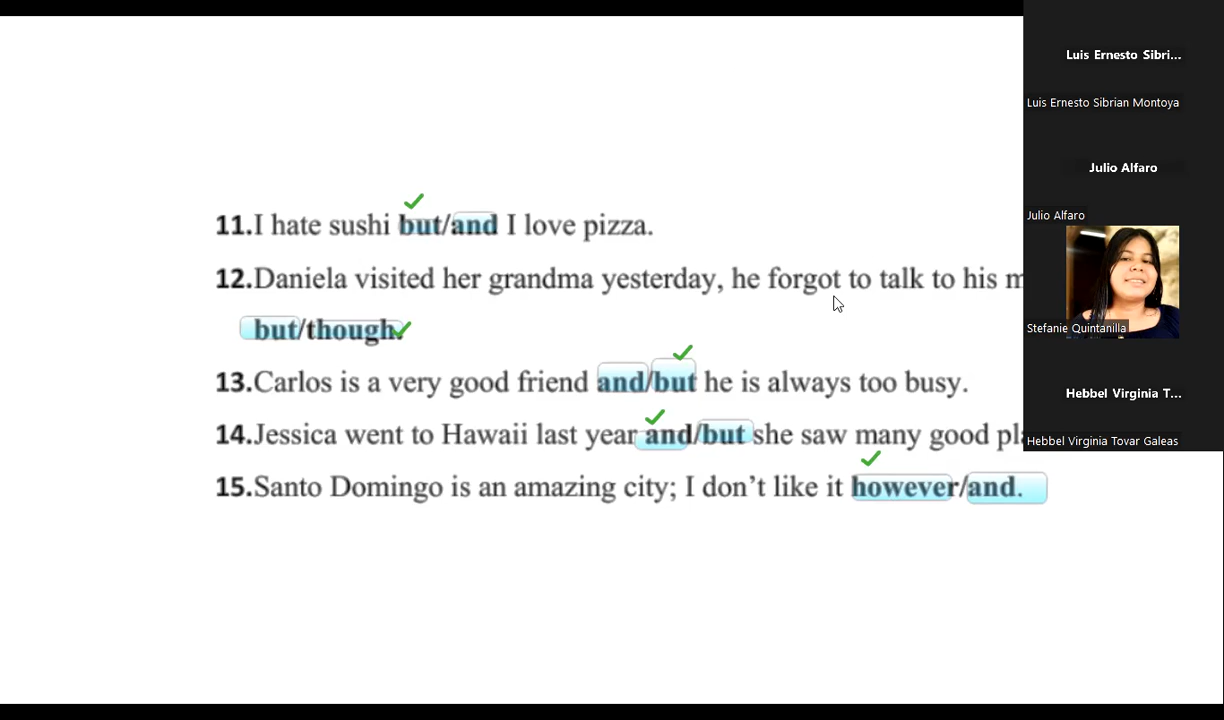 11.I hate sushi but/and I love pizza.
12.Daniela visited her grandma yesterday, he forgot to talk to his
but/though.
13.Carlos is a very good friend and/but he is always too busy.
14.Jessica went to Hawaii last year and/but she saw many good
15.Santo Domingo is an amazing city; I don't like it however/and.
Luis Ernesto Sibri...
Luis Ernesto Sibrian Montoya
Julio Alfaro
Julio Alfaro
Stefanie Quintanilla
Hebbel Virginia T...
Hebbel Virginia Tovar Galeas